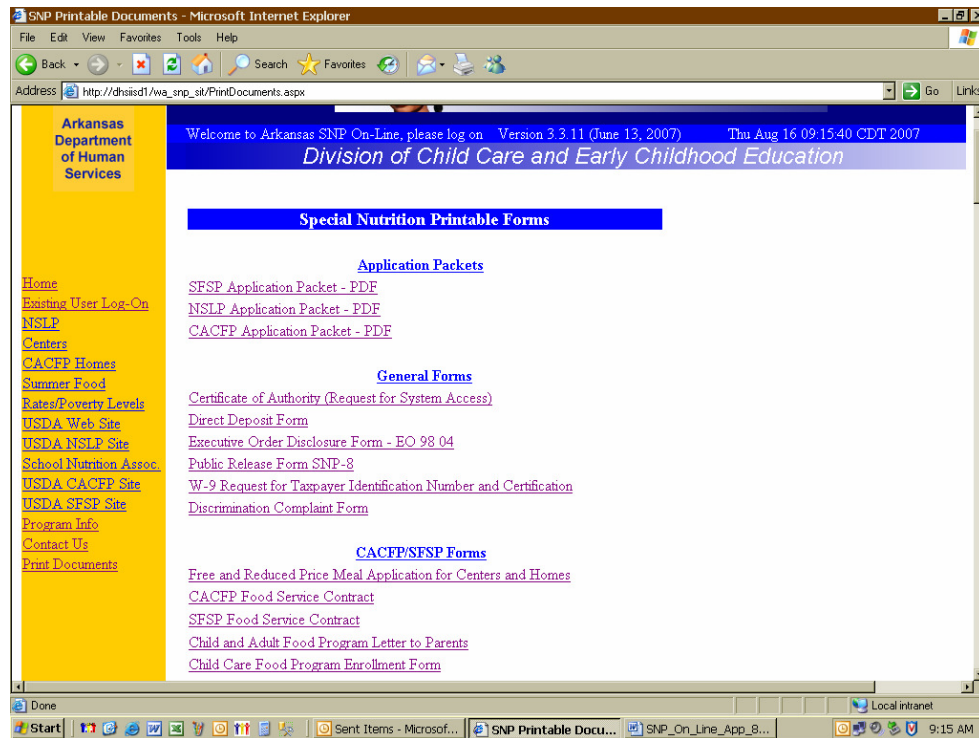 SNP Printable Documents - Microsoft Internet Explorer
File Edit View Favorites Tools Help
Back Search Favorites
Address http://dhsiisd1/wa_snp_sit/PrintDocuments.aspx Go Links
Arkansas
Department
of Human
Services
Welcome to Arkansas SNP On-Line, please log on Version 3.3.11 (June 13, 2007) Thu Aug 16 09:15:40 CDT 2007
Division of Child Care and Early Childhood Education
Home
Existing User Log-On
NSLP
Centers
CACFP Homes
Summer Food
Rates/Poverty Levels
USDA Web Site
USDA NSLP Site
School Nutrition Assoc.
USDA CACFP Site
USDA SFSP Site
Program Info
Contact Us
Print Documents
Special Nutrition Printable Forms
Application Packets
SFSP Application Packet - PDF
NSLP Application Packet - PDF
CACFP Application Packet - PDF
General Forms
Certificate of Authority (Request for System Access)
Direct Deposit Form
Executive Order Disclosure Form - EO 98 04
Public Release Form SNP-8
W-9 Request for Taxpayer Identification Number and Certification
Discrimination Complaint Form
CACFP/SFSP Forms
Free and Reduced Price Meal Application for Centers and Homes
CACFP Food Service Contract
SFSP Food Service Contract
Child and Adult Food Program Letter to Parents
Child Care Food Program Enrollment Form
Done Local intranet
Start Sent Items - Microsof... SNP Printable Docu... SNP_On_Line_App_8... 9:15 AM